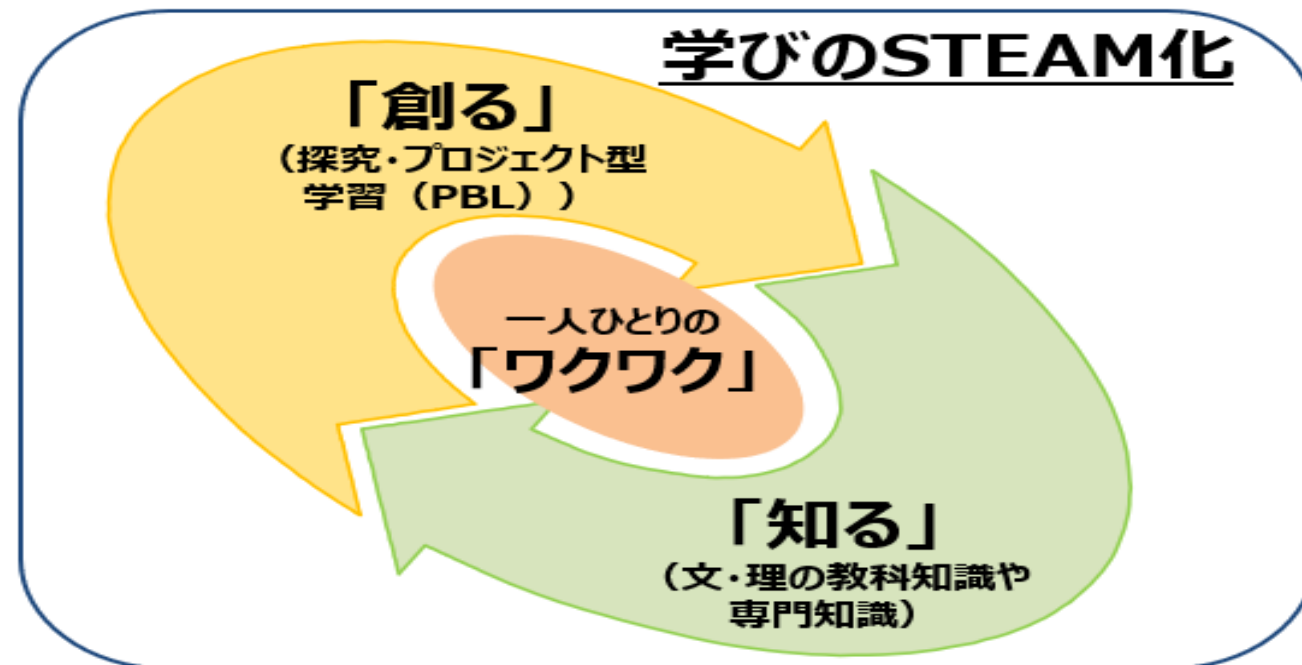 学びのSTEAM化
「創る」
（探究・プロジェクト型
学習（PBL））
一人ひとりの
「ワクワク」
「知る」
（文・理の教科知識や
専門知識）